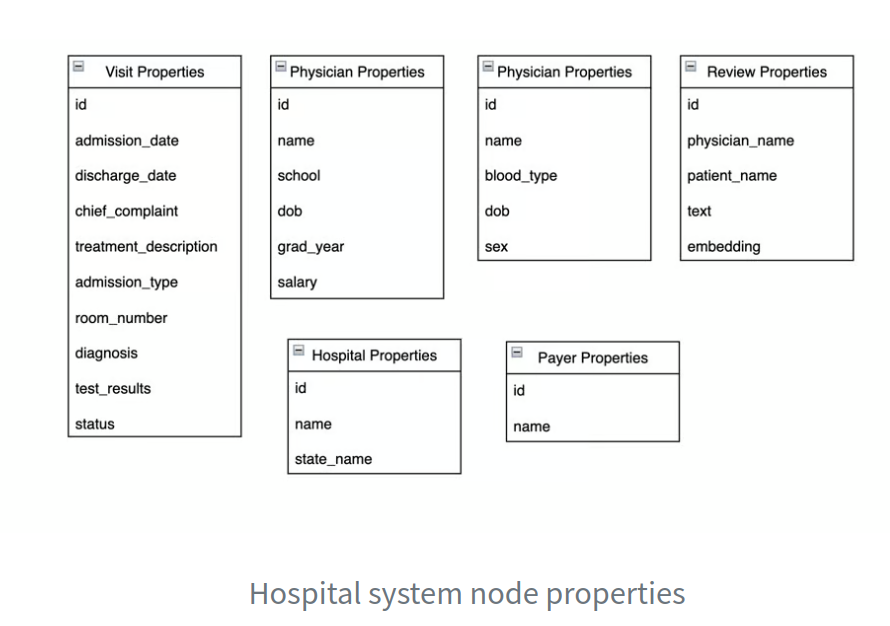 Visit Properties
id
admission_date
discharge_date
chief_complaint
treatment_description
admission_type
room_number
diagnosis
test_results
status
Physician Properties
id
name
school
dob
grad_year
salary
Physician Properties
id
name
blood_type
dob
sex
Review Properties
id
physician_name
patient_name
text
embedding
Hospital Properties
id
name
state_name
Payer Properties
id
name
Hospital system node properties